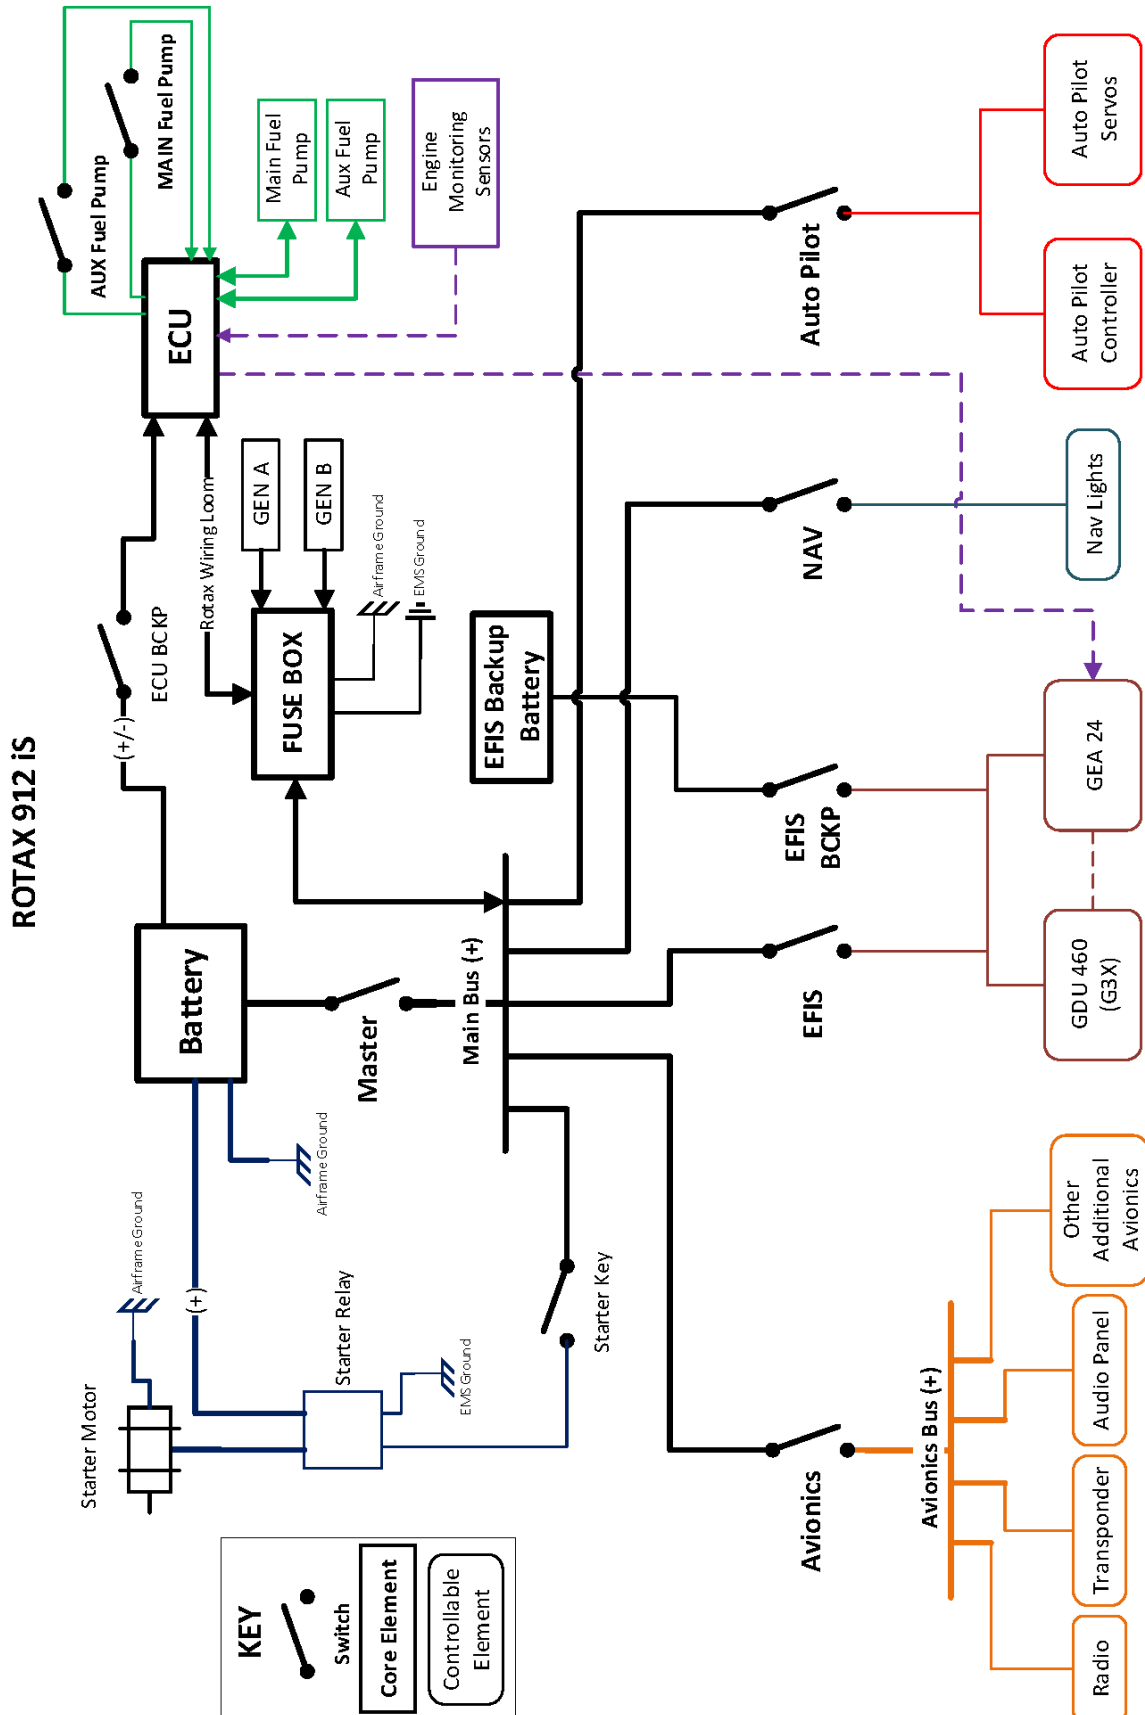 ROTAX 912 iS
Starter Motor
Airframe Ground
(+)
Starter Relay
EMS Ground
Starter Key
Airframe Ground
Battery
Master
Main Bus (+)
(+/-)
ECU BCKP
Rotax Wiring Loom
FUSE BOX
GEN A
GEN B
Airframe Ground
EMS Ground
ECU
AUX Fuel Pump
MAIN Fuel Pump
Main Fuel
Pump
Aux Fuel
Pump
Engine
Monitoring
Sensors
EFIS Backup
Battery
KEY
Switch
Core Element
Controllable
Element
Avionics
EFIS
EFIS
BCKP
NAV
Auto Pilot
Avionics Bus (+)
Radio
Transponder
Audio Panel
Other
Additional
Avionics
GDU 460
(G3X)
GEA 24
Nav Lights
Auto Pilot
Controller
Auto Pilot
Servos